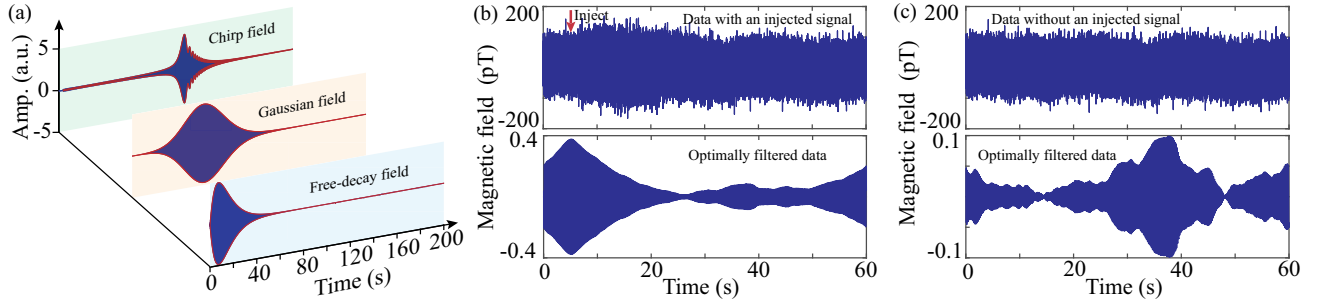 (a)
Amp. (a.u.)
5
0
-5
Chirp field
Gaussian field
Free-decay field
0
40
80
120
160
200
Time (s)
(b)
200
-200
Inject
Data with an injected signal
Magnetic field (pT)
0.4
-0.4
Optimally filtered data
0
20
40
60
Time (s)
(c)
200
-200
Data without an injected signal
Magnetic field (pT)
0.1
-0.1
Optimally filtered data
0
20
40
60
Time (s)